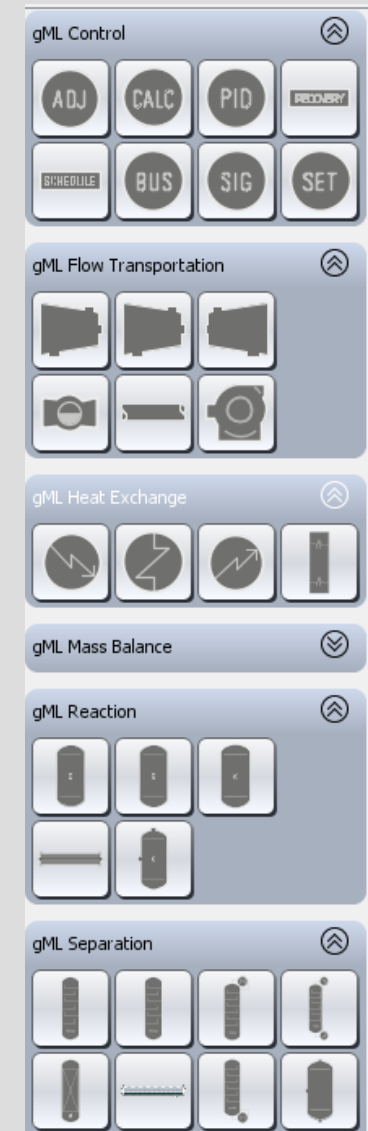 gML Control
ADJ
CALC
PID
RECOVERY
SCHEDULE
BUS
SIG
SET
gML Flow Transportation
gML Heat Exchange
gML Mass Balance
gML Reaction
gML Separation